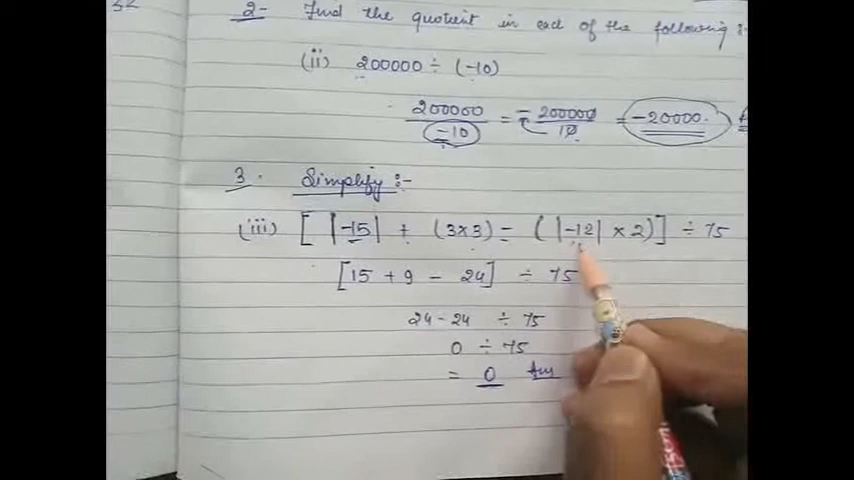 2- Find the quotient in each of the following :-
(ii) 200000 ÷ (-10)
200000/-10 = -200000/10 = -20000.
3. Simplify :-
(iii) [ |-15| + (3×3) - ( |-12| × 2) ] ÷ 75
[15 + 9 - 24] ÷ 75
24 - 24 ÷ 75
0 ÷ 75
= 0 Ans